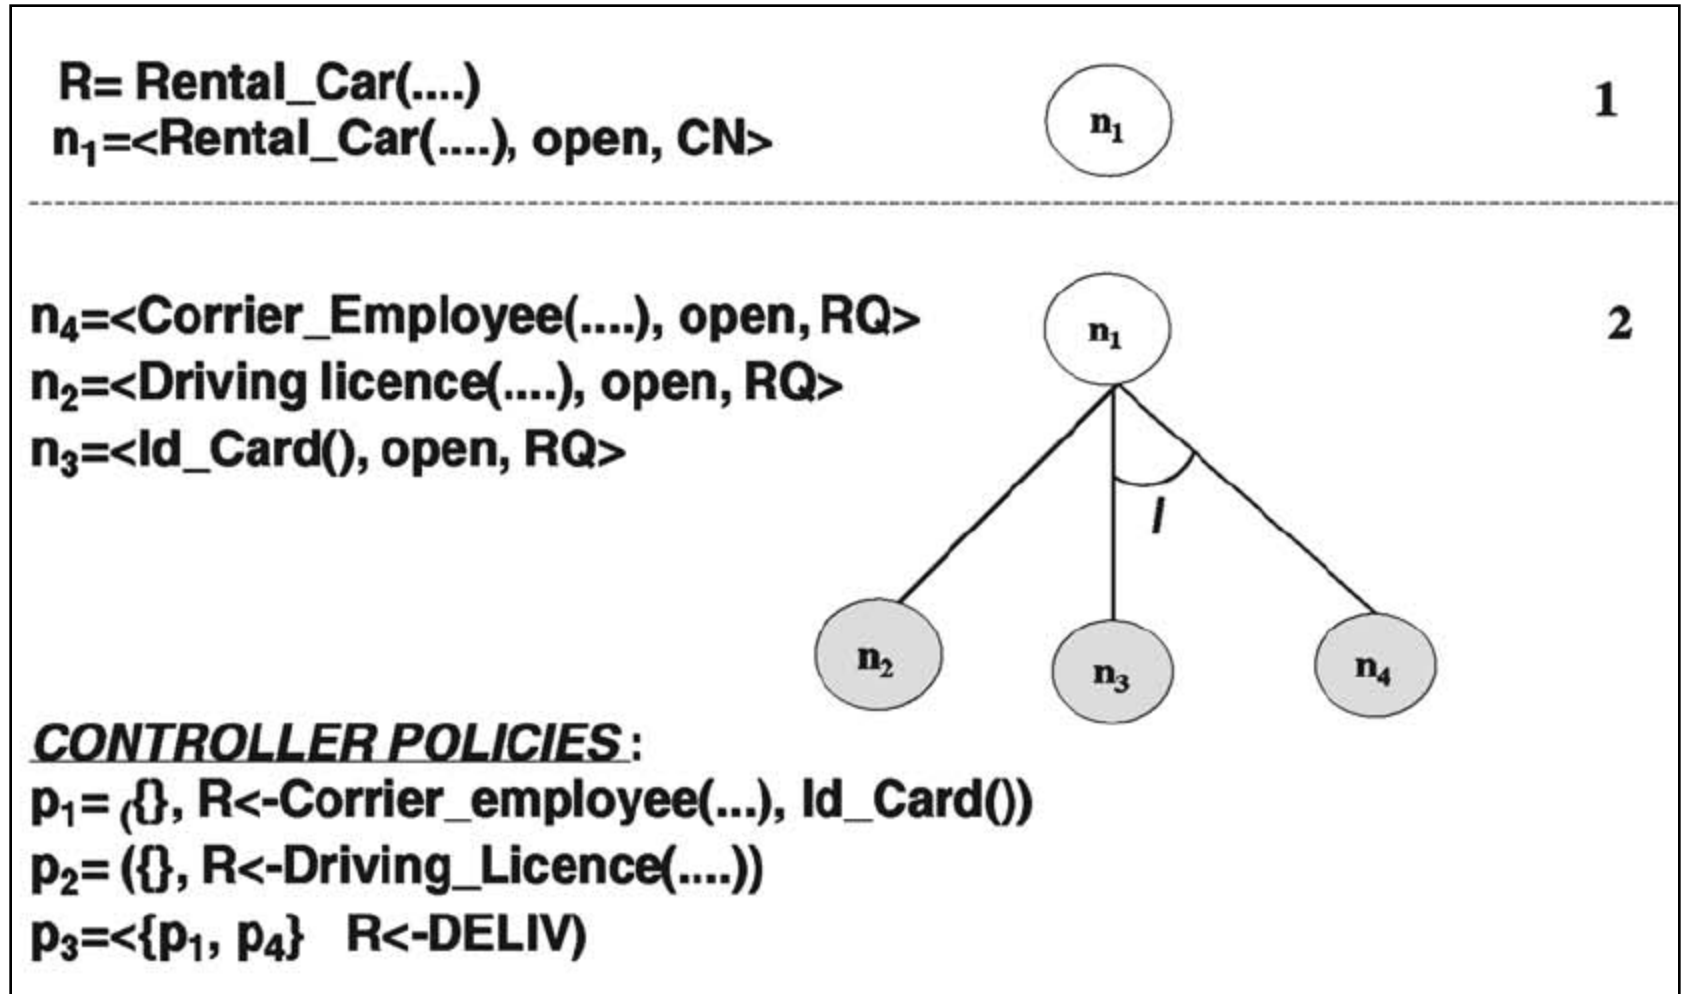 R= Rental_Car(....)
n₁=<Rental_Car(....), open, CN>
n₁
1
n₄=<Corrier_Employee(....), open, RQ>
n₂=<Driving licence(....), open, RQ>
n₃=<Id_Card(), open, RQ>
n₁
2
l
n₂
n₃
n₄
CONTROLLER POLICIES :
p₁= ({}, R<-Corrier_employee(...), Id_Card())
p₂= ({}, R<-Driving_Licence(....))
p₃=<{p₁, p₄} R<-DELIV)